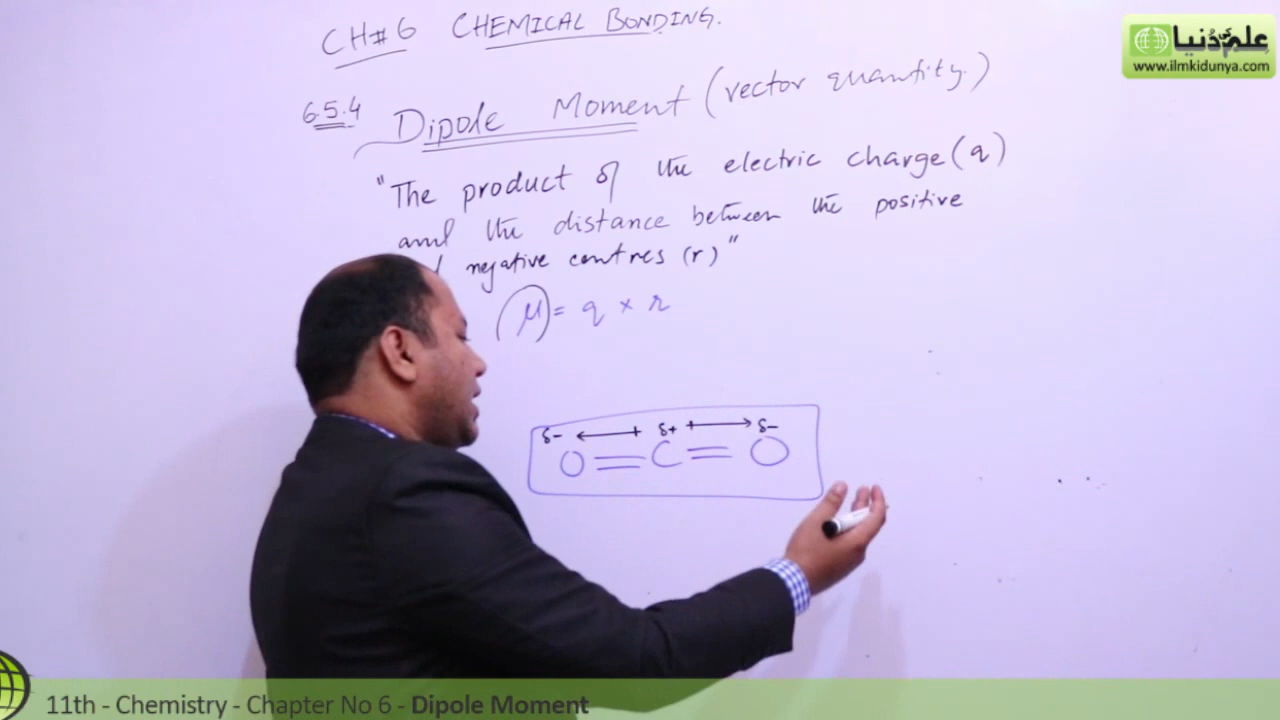 CH#6 CHEMICAL BONDING.
علم کی دُنیا
www.ilmkidunya.com
6.5.4 Dipole Moment (vector quantity.)
"The product of the electric charge (q)
and the distance between the positive
negative centres (r)"
μ = q × r
δ- δ+ δ-
O = C = O
11th - Chemistry - Chapter No 6 - Dipole Moment